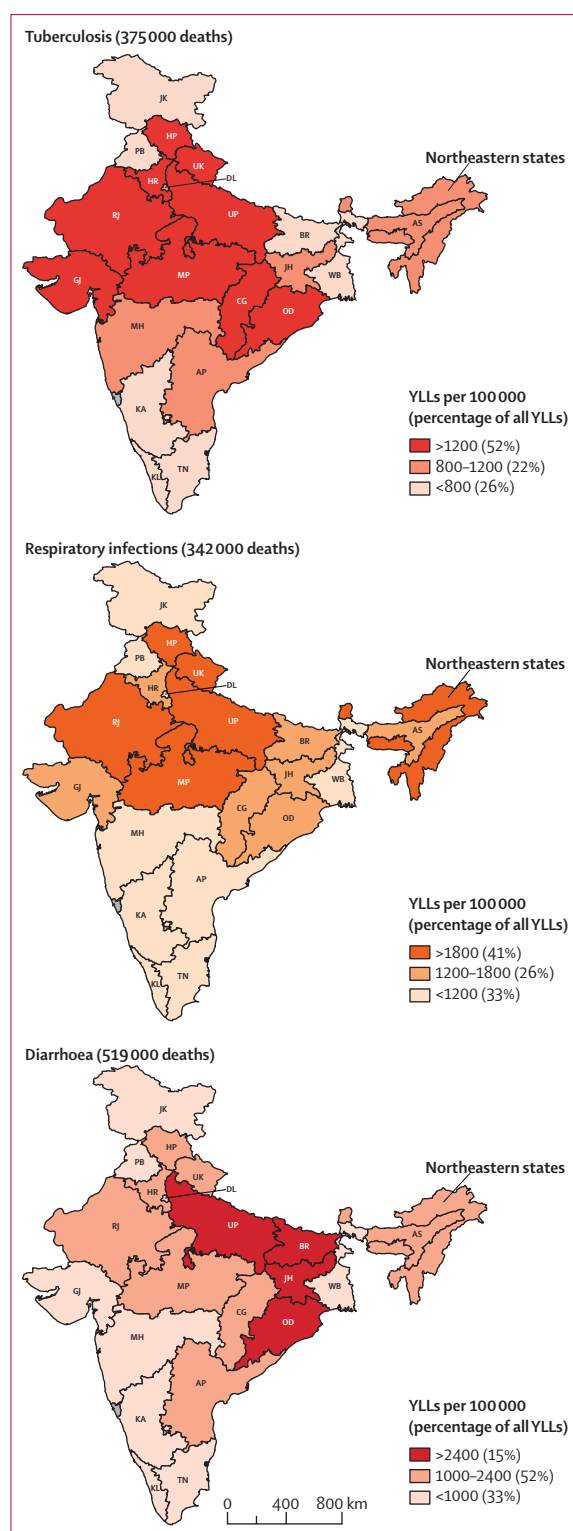 Tuberculosis (375 000 deaths)
JK
HP
PB
UK
HR
DL
Northeastern states
RJ
UP
AS
BR
GJ
MP
JH
WB
CG
OD
MH
AP
KA
KL
TN
YLLs per 100 000
(percentage of all YLLs)
>1200 (52%)
800–1200 (22%)
<800 (26%)
Respiratory infections (342 000 deaths)
JK
HP
PB
UK
HR
DL
Northeastern states
RJ
UP
AS
BR
GJ
MP
JH
WB
CG
OD
MH
AP
KA
KL
TN
YLLs per 100 000
(percentage of all YLLs)
>1800 (41%)
1200–1800 (26%)
<1200 (33%)
Diarrhoea (519 000 deaths)
JK
HP
PB
UK
HR
DL
Northeastern states
RJ
UP
AS
BR
GJ
MP
JH
WB
CG
OD
MH
AP
KA
KL
TN
YLLs per 100 000
(percentage of all YLLs)
>2400 (15%)
1000–2400 (52%)
<1000 (33%)
0 400 800 km